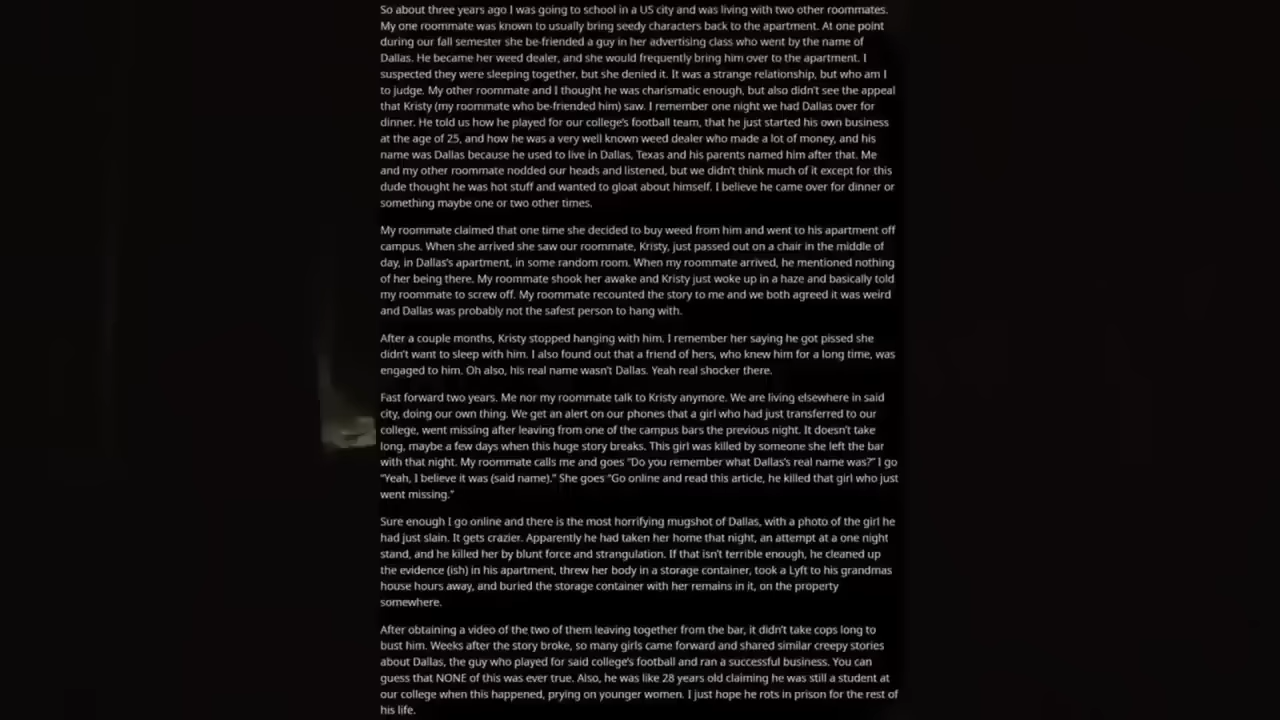 So about three years ago I was going to school in a US city and was living with two other roommates.
My one roommate was known to usually bring seedy characters back to the apartment. At one point
during our fall semester she be-friended a guy in her advertising class who went by the name of
Dallas. He became her weed dealer, and she would frequently bring him over to the apartment. I
suspected they were sleeping together, but she denied it. It was a strange relationship, but who am I
to judge. My other roommate and I thought he was charismatic enough, but also didn't see the appeal
that Kristy (my roommate who be-friended him) saw. I remember one night we had Dallas over for
dinner. He told us how he played for our college's football team, that he just started his own business
at the age of 25, and how he was a very well known weed dealer who made a lot of money, and his
name was Dallas because he used to live in Dallas, Texas and his parents named him after that. Me
and my other roommate nodded our heads and listened, but we didn't think much of it except for this
dude thought he was hot stuff and wanted to gloat about himself. I believe he came over for dinner or
something maybe one or two other times.
My roommate claimed that one time she decided to buy weed from him and went to his apartment off
campus. When she arrived she saw our roommate, Kristy, just passed out on a chair in the middle of
day, in Dallas's apartment, in some random room. When my roommate arrived, he mentioned nothing
of her being there. My roommate shook her awake and Kristy just woke up in a haze and basically told
my roommate to screw off. My roommate recounted the story to me and we both agreed it was weird
and Dallas was probably not the safest person to hang with.
After a couple months, Kristy stopped hanging with him. I remember her saying he got pissed she
didn't want to sleep with him. I also found out that a friend of hers, who knew him for a long time, was
engaged to him. Oh also, his real name wasn't Dallas. Yeah real shocker there.
Fast forward two years. Me nor my roommate talk to Kristy anymore. We are living elsewhere in said
city, doing our own thing. We get an alert on our phones that a girl who had just transferred to our
college, went missing after leaving from one of the campus bars the previous night. It doesn't take
long, maybe a few days when this huge story breaks. This girl was killed by someone she left the bar
with that night. My roommate calls me and goes "Do you remember what Dallas's real name was?" I go
"Yeah, I believe it was (said name)." She goes "Go online and read this article, he killed that girl who just
went missing."
Sure enough I go online and there is the most horrifying mugshot of Dallas, with a photo of the girl he
had just slain. It gets crazier. Apparently he had taken her home that night, an attempt at a one night
stand, and he killed her by blunt force and strangulation. If that isn't terrible enough, he cleaned up
the evidence (ish) in his apartment, threw her body in a storage container, took a Lyft to his grandmas
house hours away, and buried the storage container with her remains in it, on the property
somewhere.
After obtaining a video of the two of them leaving together from the bar, it didn't take cops long to
bust him. Weeks after the story broke, so many girls came forward and shared similar creepy stories
about Dallas, the guy who played for said college's football and ran a successful business. You can
guess that NONE of this was ever true. Also, he was like 28 years old claiming he was still a student at
our college when this happened, prying on younger women. I just hope he rots in prison for the rest of
his life.